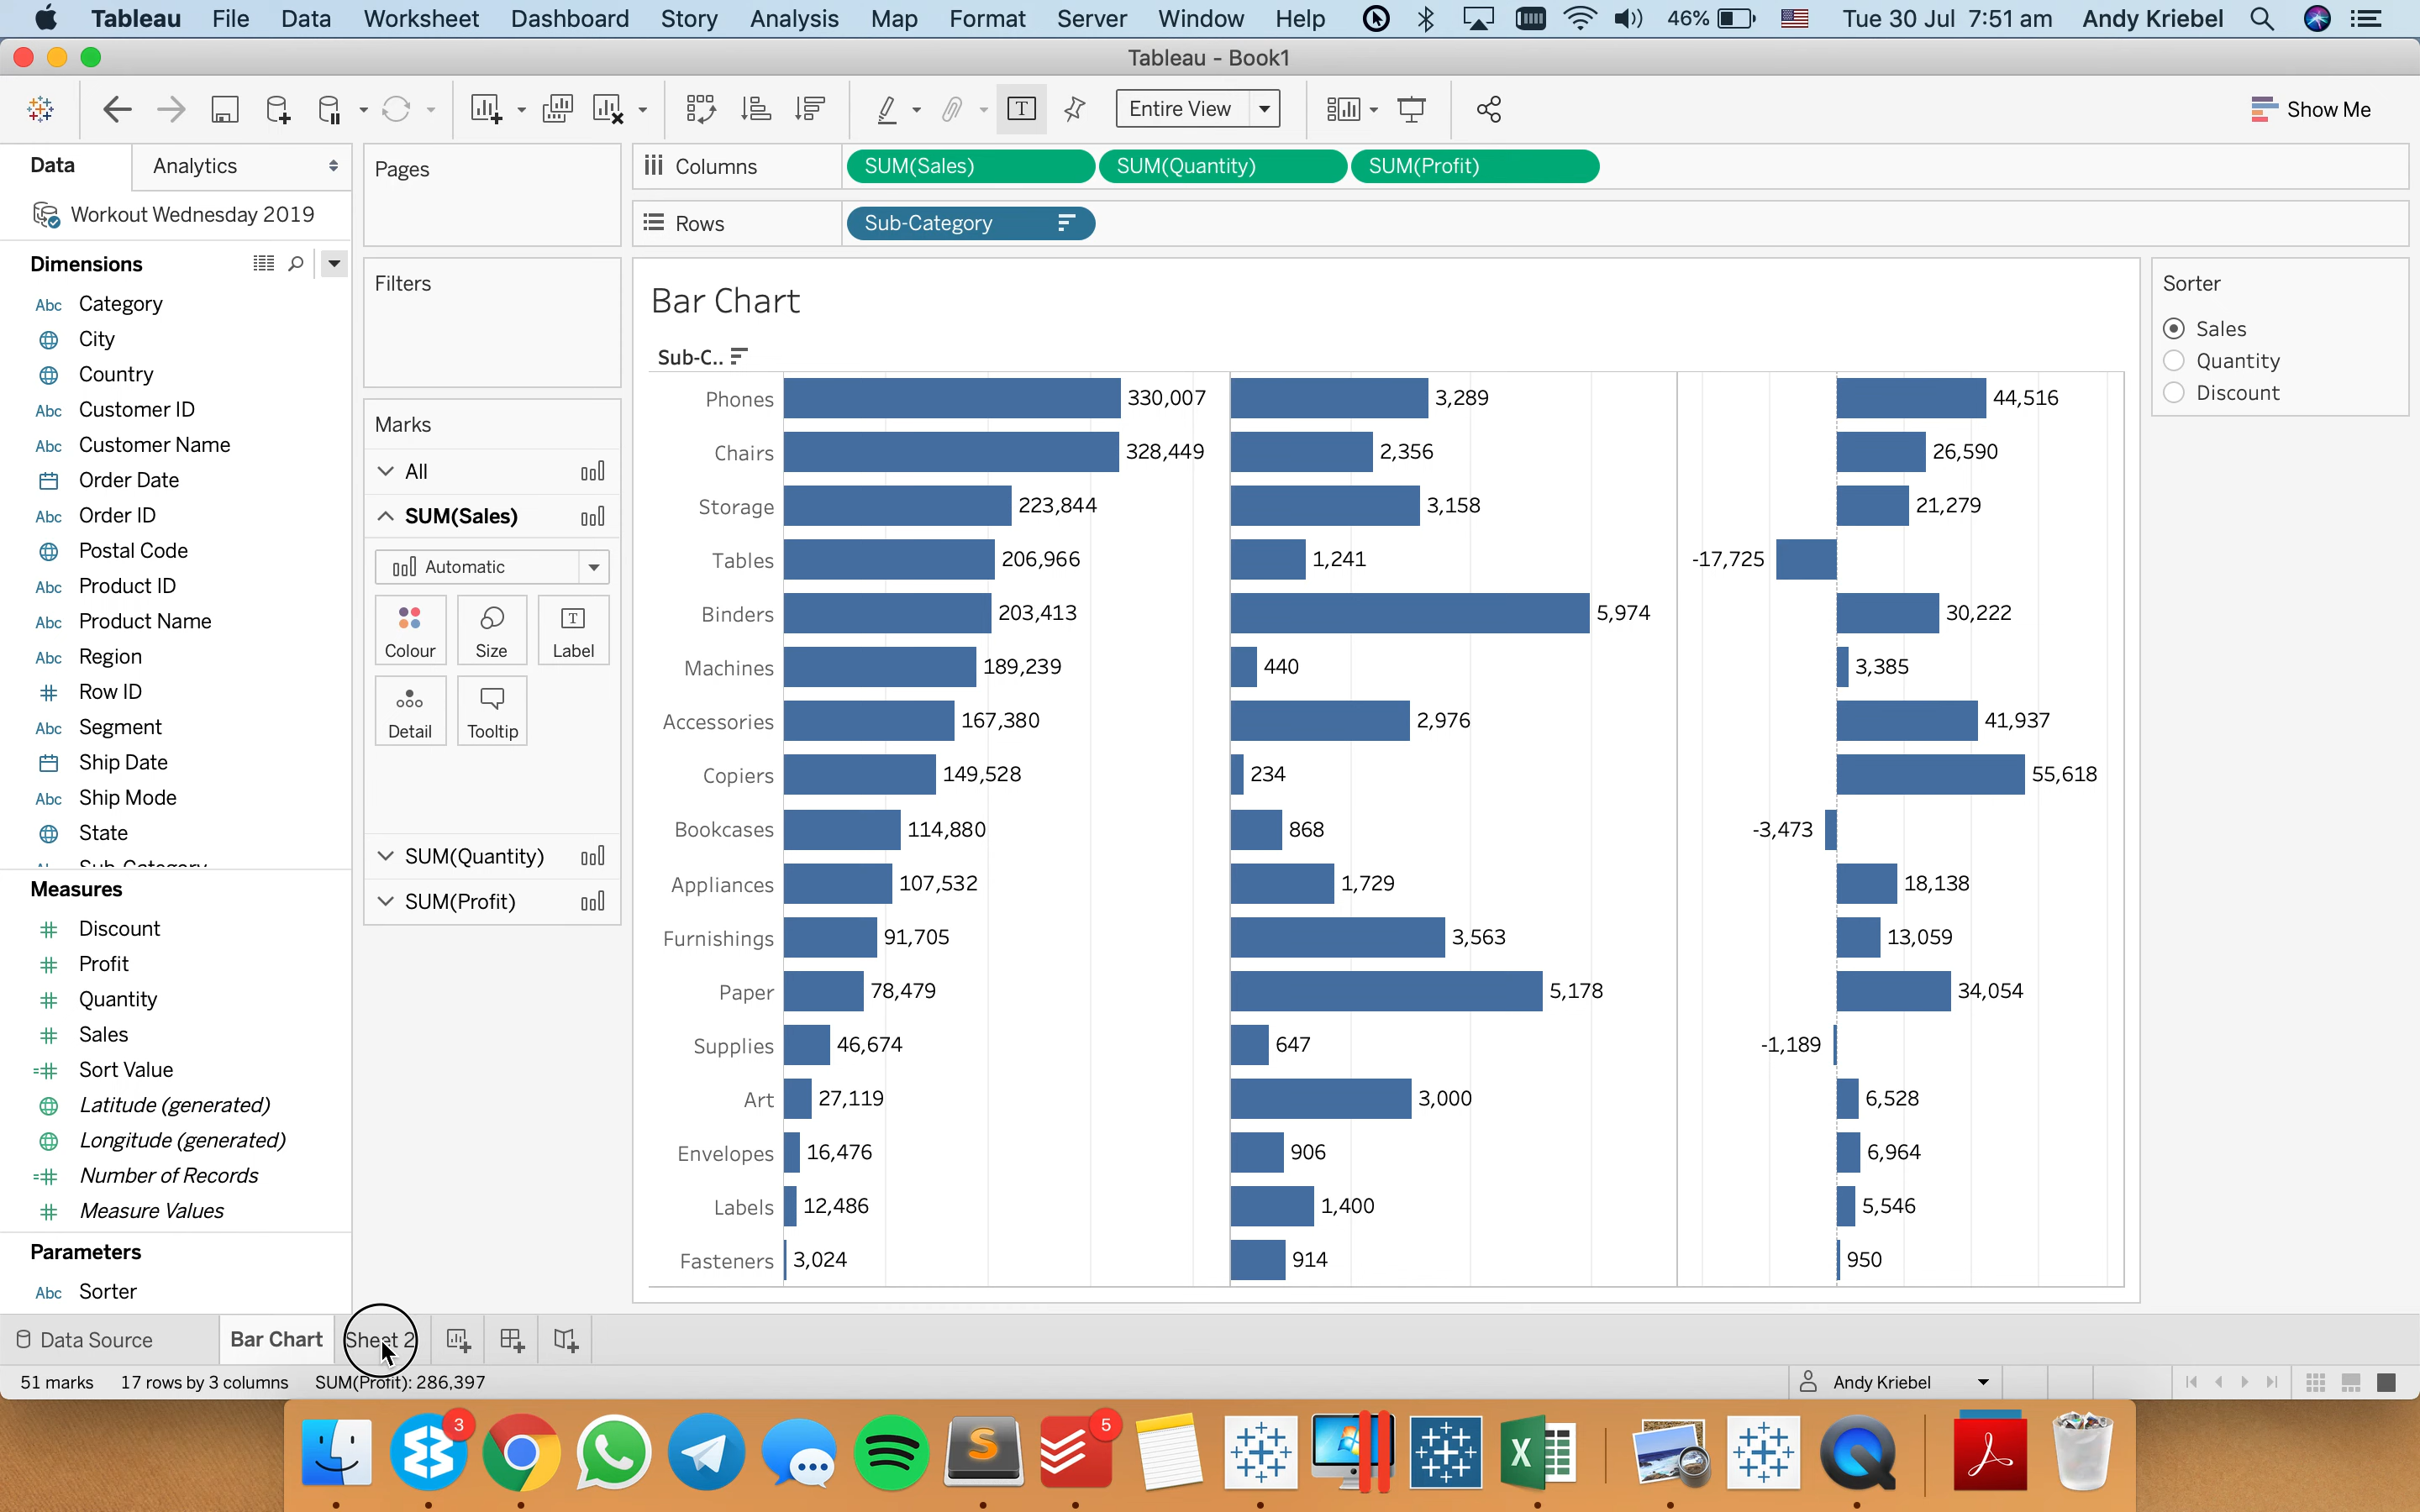 Tableau File Data Worksheet Dashboard Story Analysis Map Format Server Window Help 46% Tue 30 Jul 7:51 am Andy Kriebel
Tableau - Book1
Entire View Show Me
Data Analytics
Workout Wednesday 2019
Dimensions
Abc Category
City
Country
Abc Customer ID
Abc Customer Name
Order Date
Abc Order ID
Postal Code
Abc Product ID
Abc Product Name
Abc Region
Row ID
Abc Segment
Ship Date
Abc Ship Mode
State
Sub-Category
Measures
Discount
Profit
Quantity
Sales
Sort Value
Latitude (generated)
Longitude (generated)
Number of Records
Measure Values
Parameters
Abc Sorter
Pages
Filters
Marks
All
SUM(Sales)
Automatic
Colour Size Label
Detail Tooltip
SUM(Quantity)
SUM(Profit)
Columns SUM(Sales) SUM(Quantity) SUM(Profit)
Rows Sub-Category
Bar Chart
Sub-C..
Phones 330,007 3,289 44,516
Chairs 328,449 2,356 26,590
Storage 223,844 3,158 21,279
Tables 206,966 1,241 -17,725
Binders 203,413 5,974 30,222
Machines 189,239 440 3,385
Accessories 167,380 2,976 41,937
Copiers 149,528 234 55,618
Bookcases 114,880 868 -3,473
Appliances 107,532 1,729 18,138
Furnishings 91,705 3,563 13,059
Paper 78,479 5,178 34,054
Supplies 46,674 647 -1,189
Art 27,119 3,000 6,528
Envelopes 16,476 906 6,964
Labels 12,486 1,400 5,546
Fasteners 3,024 914 950
Sorter
Sales
Quantity
Discount
Data Source Bar Chart Sheet 2
51 marks 17 rows by 3 columns SUM(Profit): 286,397 Andy Kriebel
3 5